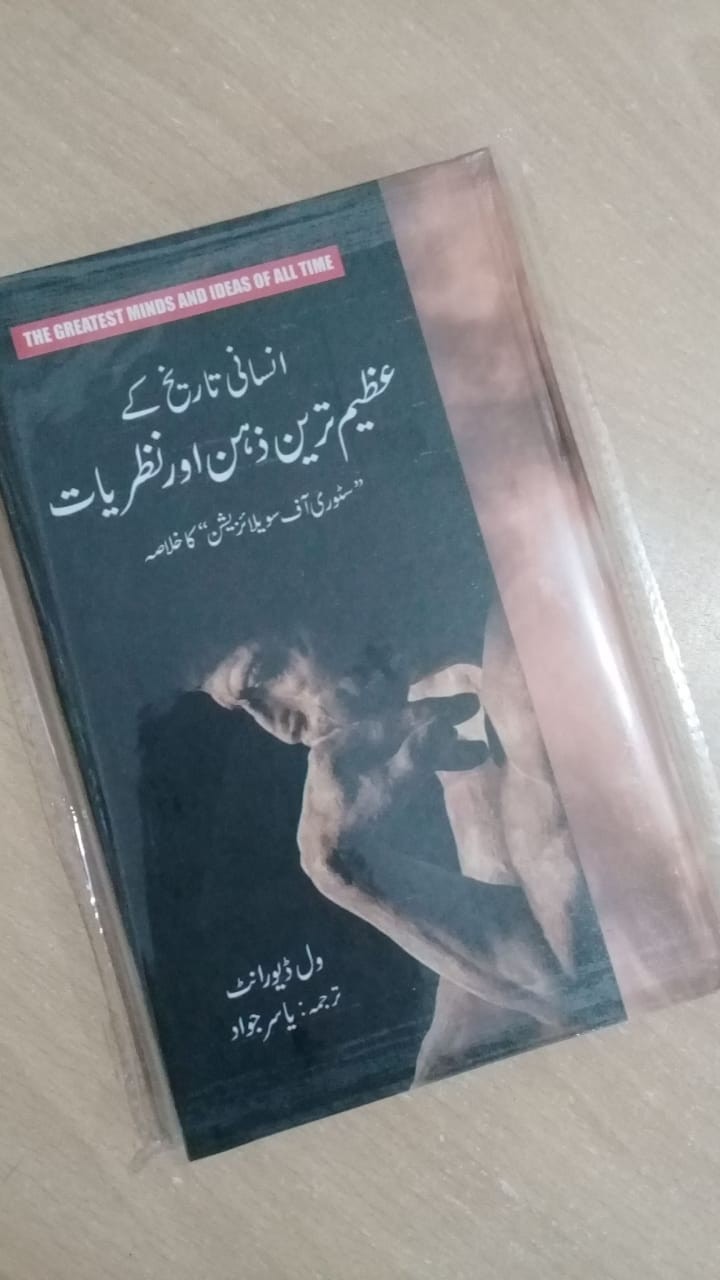 THE GREATEST MINDS AND IDEAS OF ALL TIME
انسانی تاریخ کے
عظیم ترین ذہن اور نظریات
”سٹوری آف سویلائزیشن“ کا خلاصہ
ول ڈیورانٹ
ترجمہ: یاسر جواد